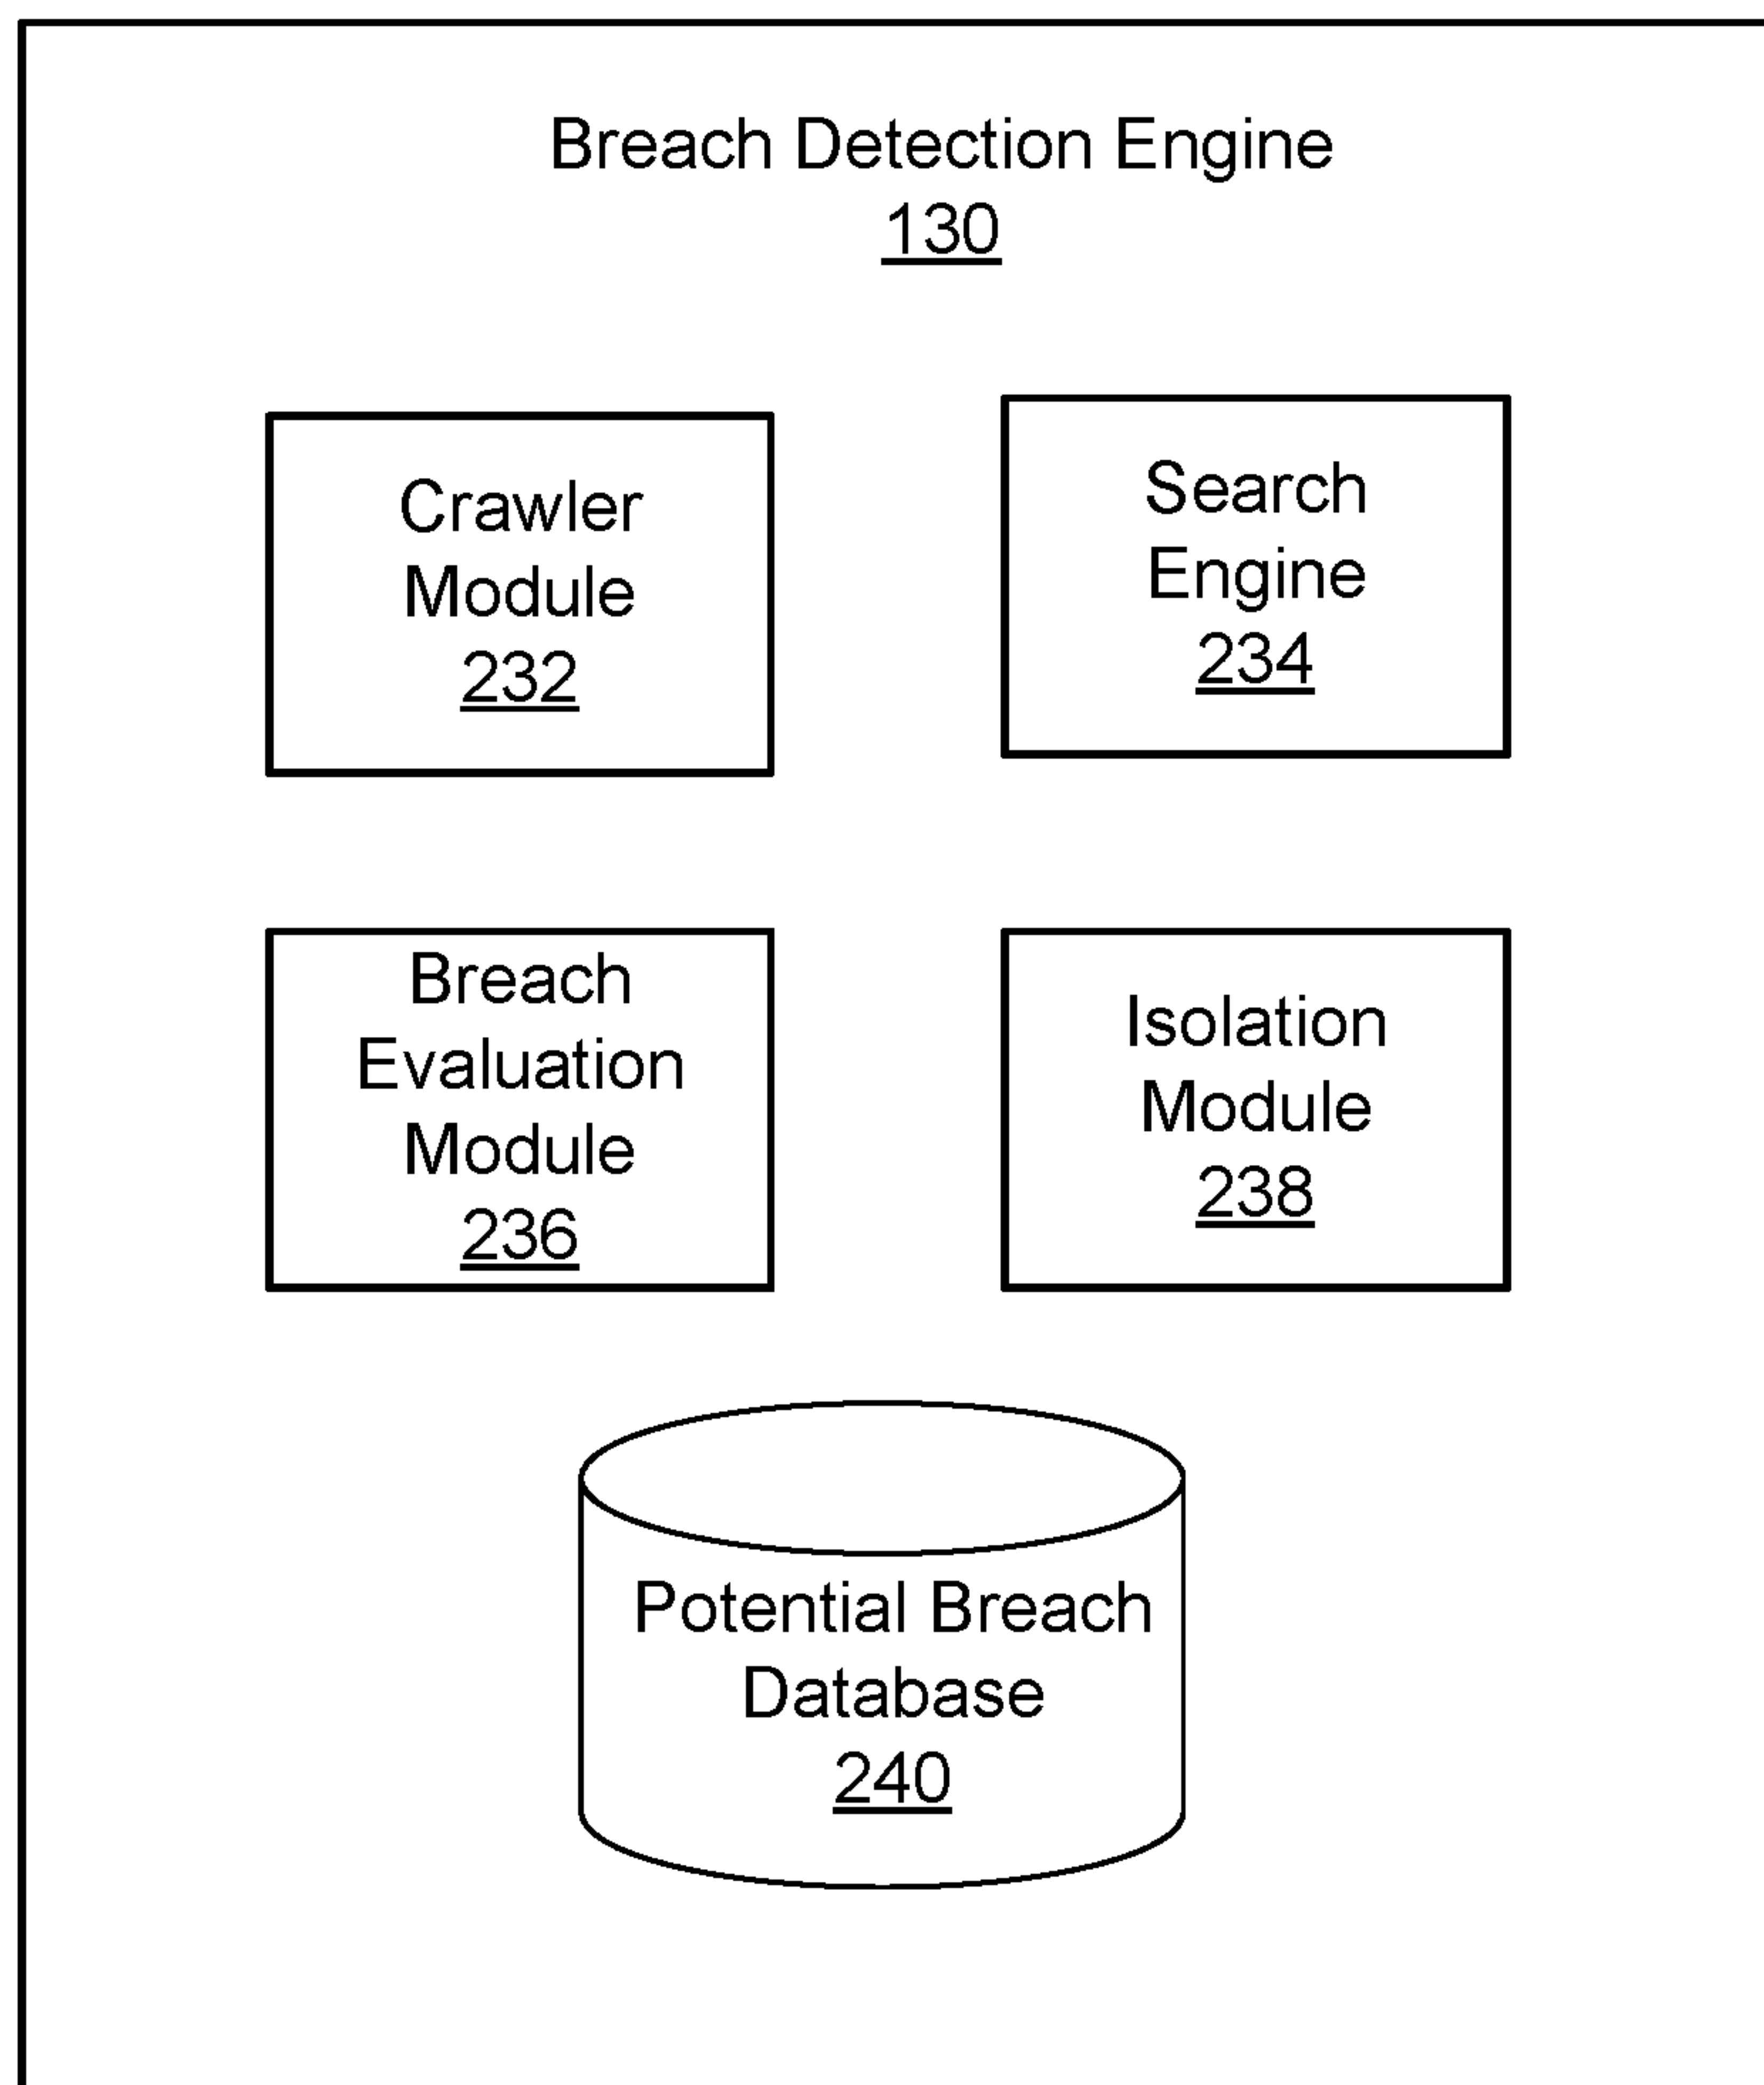 Breach Detection Engine
130
Crawler
Module
232
Search
Engine
234
Breach
Evaluation
Module
236
Isolation
Module
238
Potential Breach
Database
240